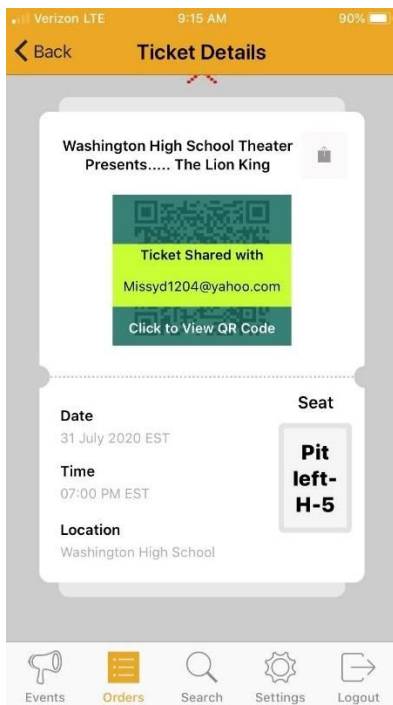 Verizon LTE 9:15 AM 90%
Back Ticket Details
Washington High School Theater
Presents..... The Lion King
Ticket Shared with
Missyd1204@yahoo.com
Click to View QR Code
Date
31 July 2020 EST
Time
07:00 PM EST
Location
Washington High School
Seat
Pit
left-
H-5
Events Orders Search Settings Logout